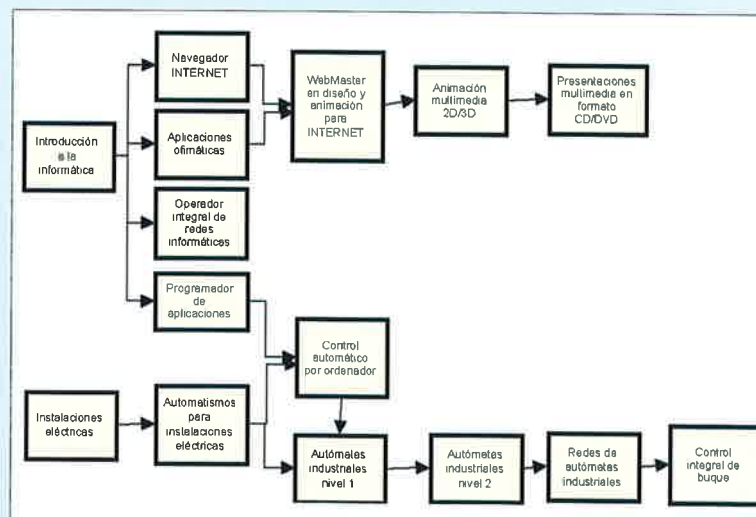 Navegador
INTERNET
WebMaster
en diseño y
animación
para
INTERNET
Animación
multimedia
2D/3D
Presentaciones
multimedia en
formato
CD/DVD
Introducción
a la
informática
Aplicaciones
ofimáticas
Operador
integral de
redes
informáticas
Programador
de
aplicaciones
Control
automático
por ordenador
Instalaciones
eléctricas
Automatismos
para
instalaciones
eléctricas
Autómatas
industriales
nivel 1
Autómatas
industriales
nivel 2
Redes de
autómatas
industriales
Control
integral de
buque